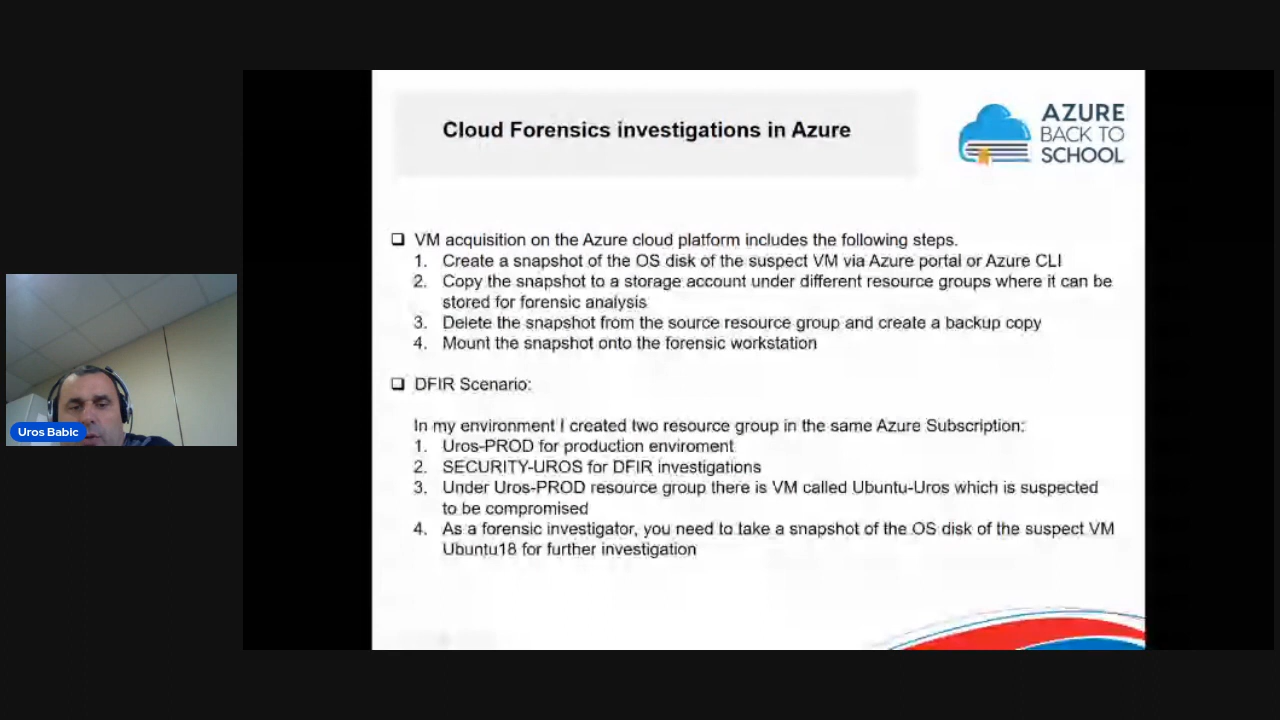 Cloud Forensics investigations in Azure
AZURE
BACK TO
SCHOOL
❑ VM acquisition on the Azure cloud platform includes the following steps.
1. Create a snapshot of the OS disk of the suspect VM via Azure portal or Azure CLI
2. Copy the snapshot to a storage account under different resource groups where it can be
stored for forensic analysis
3. Delete the snapshot from the source resource group and create a backup copy
4. Mount the snapshot onto the forensic workstation
❑ DFIR Scenario:
In my environment I created two resource group in the same Azure Subscription:
1. Uros-PROD for production enviroment
2. SECURITY-UROS for DFIR investigations
3. Under Uros-PROD resource group there is VM called Ubuntu-Uros which is suspected
to be compromised
4. As a forensic investigator, you need to take a snapshot of the OS disk of the suspect VM
Ubuntu18 for further investigation
Uros Babic